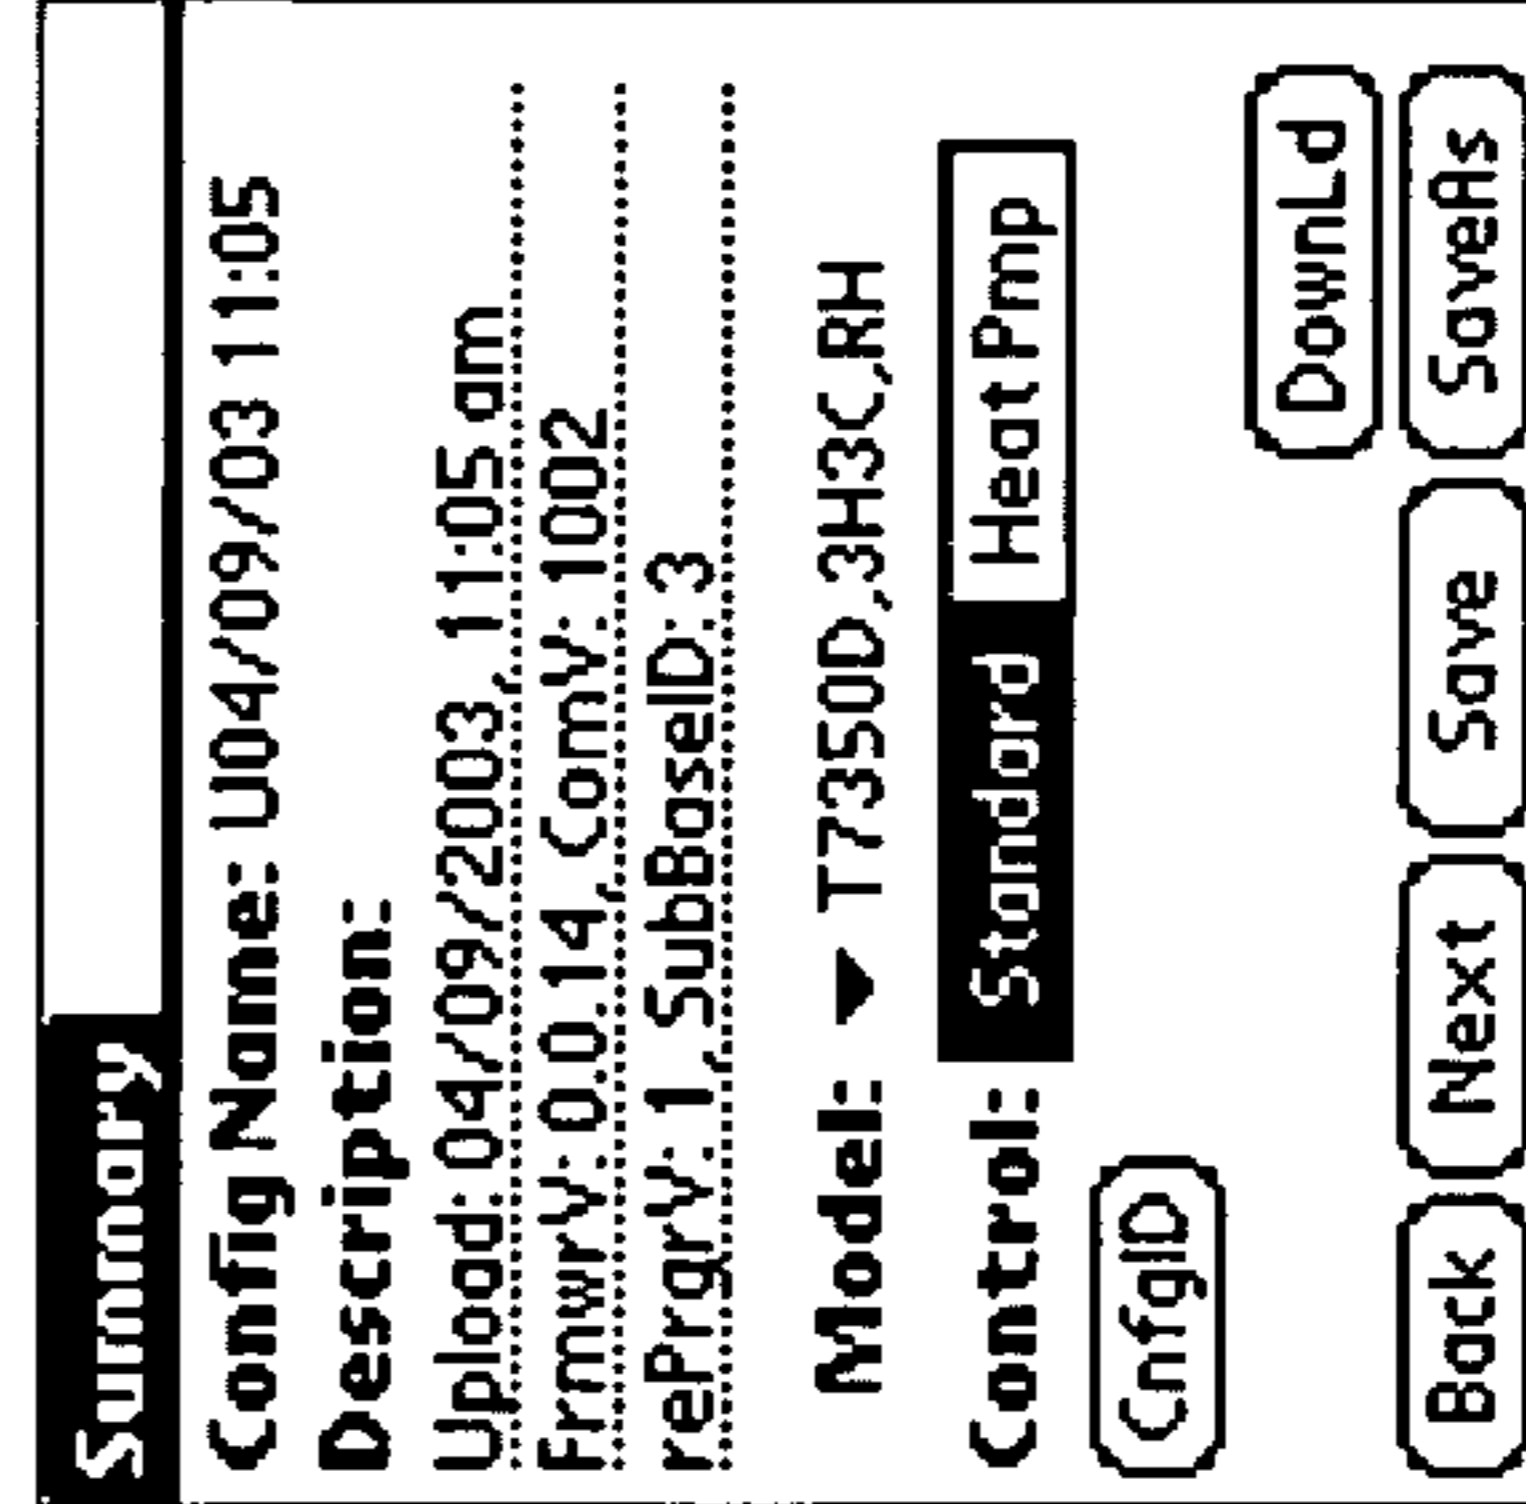 Summary
Config Name: U04/09/03 11:05
Description:
Upload: 04/09/2003, 11:05 am
FrmwrV: 0.0.14, ComV: 1002
rePrgrV: 1, SubBaseID: 3
Model: T7350D,3H3C,RH
Control: Standard Heat Pmp
CnfgID
DownLd
Back Next Save SaveAs